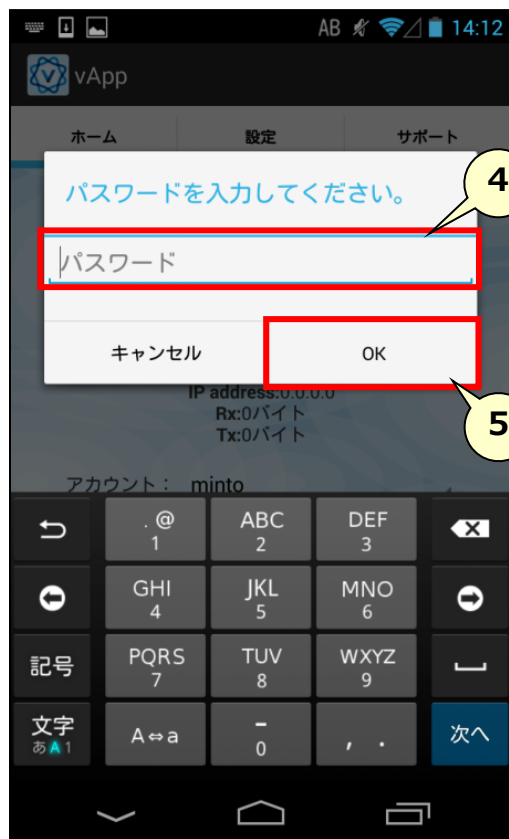 AB 14:12
vApp
ホーム 設定 サポート
4
パスワードを入力してください。
パスワード
キャンセル OK
IP address:0.0.0.0
Rx:0バイト
Tx:0バイト
5
アカウント： minto
.@ ABC DEF
1 2 3
GHI JKL MNO
4 5 6
記号 PQRS TUV WXYZ
7 8 9
文字 A⇔a - , .
あA1 0 次へ